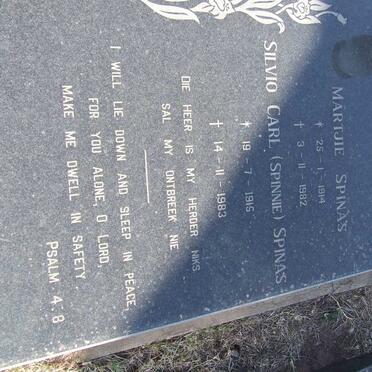 MARTJIE SPINAS
* 25 - 1 - 1914
+ 3 - 11 - 1982
SILVIO CARL (SPINNIE) SPINAS
* 19 - 7 - 1915
+ 14 - 11 - 1983
DIE HEER IS MY HERDER NIKS
SAL MY ONTBREEK NIE
I WILL LIE DOWN AND SLEEP IN PEACE,
FOR YOU ALONE, O LORD,
MAKE ME DWELL IN SAFETY
PSALM 4. 8